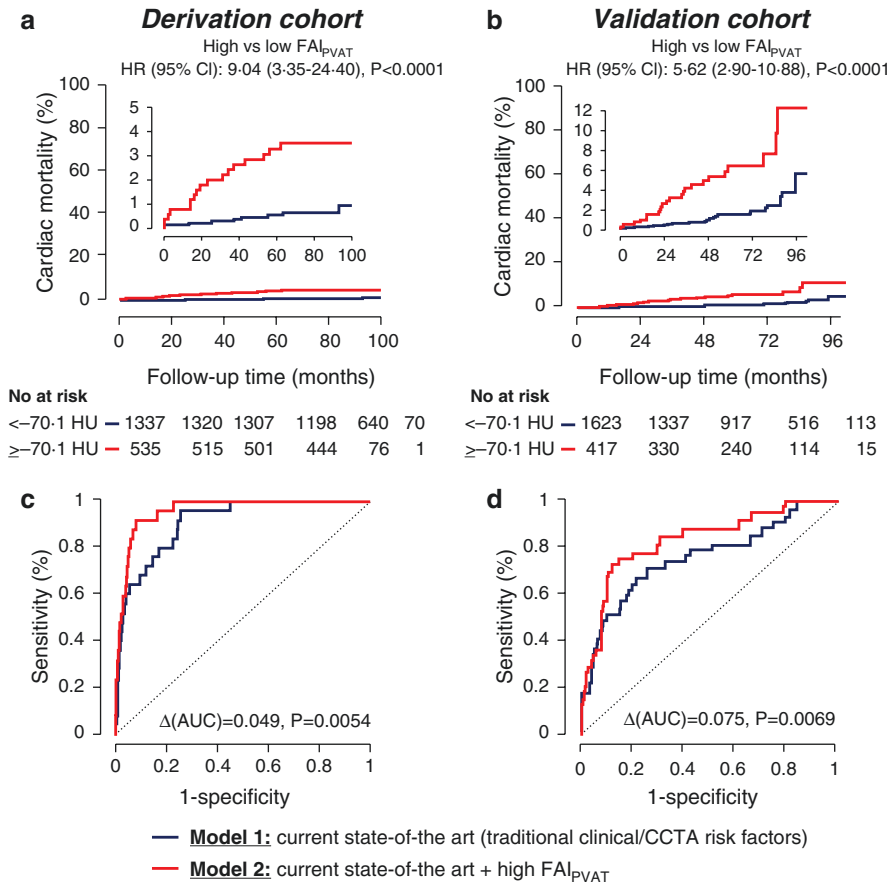 a
Derivation cohort
High vs low FAIPVAT
HR (95% CI): 9·04 (3·35-24·40), P<0.0001
Cardiac mortality (%)
100
80
60
40
20
0
5
4
3
2
1
0
0 20 40 60 80 100
0 20 40 60 80 100
Follow-up time (months)
No at risk
<–70·1 HU 1337 1320 1307 1198 640 70
≥–70·1 HU 535 515 501 444 76 1
b
Validation cohort
High vs low FAIPVAT
HR (95% CI): 5·62 (2·90-10·88), P<0.0001
Cardiac mortality (%)
100
80
60
40
20
0
12
10
8
6
4
2
0
0 24 48 72 96
0 24 48 72 96
Follow-up time (months)
No at risk
<–70·1 HU 1623 1337 917 516 113
≥–70·1 HU 417 330 240 114 15
c
Sensitivity (%)
1
0.8
0.6
0.4
0.2
0
Δ(AUC)=0.049, P=0.0054
0 0.2 0.4 0.6 0.8 1
1-specificity
d
Sensitivity (%)
1
0.8
0.6
0.4
0.2
0
Δ(AUC)=0.075, P=0.0069
0 0.2 0.4 0.6 0.8 1
1-specificity
Model 1: current state-of-the art (traditional clinical/CCTA risk factors)
Model 2: current state-of-the art + high FAIPVAT